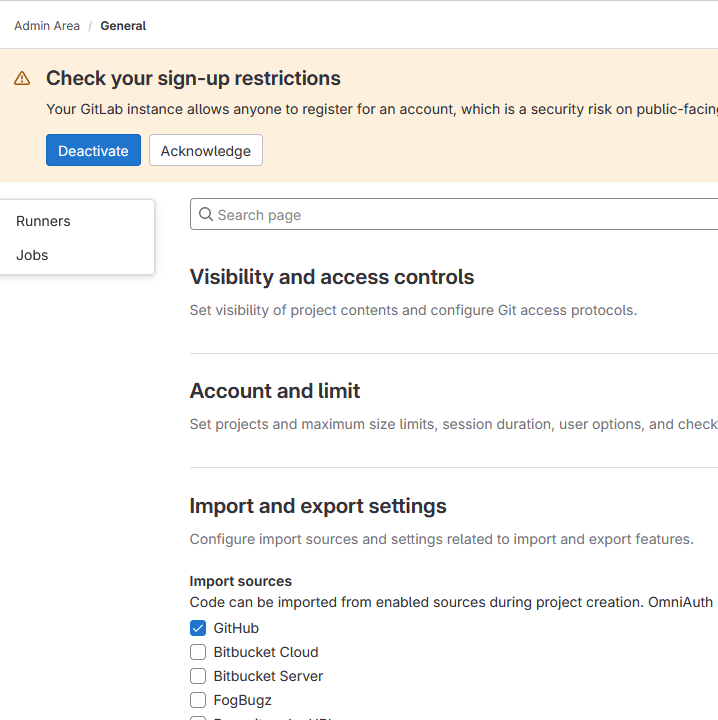 Admin Area / General
Check your sign-up restrictions
Your GitLab instance allows anyone to register for an account, which is a security risk on public-facing
Deactivate Acknowledge
Runners
Jobs
Search page
Visibility and access controls
Set visibility of project contents and configure Git access protocols.
Account and limit
Set projects and maximum size limits, session duration, user options, and check
Import and export settings
Configure import sources and settings related to import and export features.
Import sources
Code can be imported from enabled sources during project creation. OmniAuth
GitHub
Bitbucket Cloud
Bitbucket Server
FogBugz